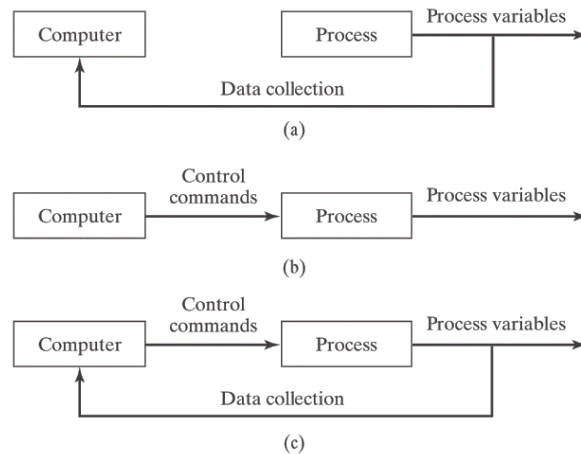 Process variables
Computer
Process
Data collection
(a)
Control
commands
Process variables
Computer
Process
(b)
Control
commands
Process variables
Computer
Process
Data collection
(c)